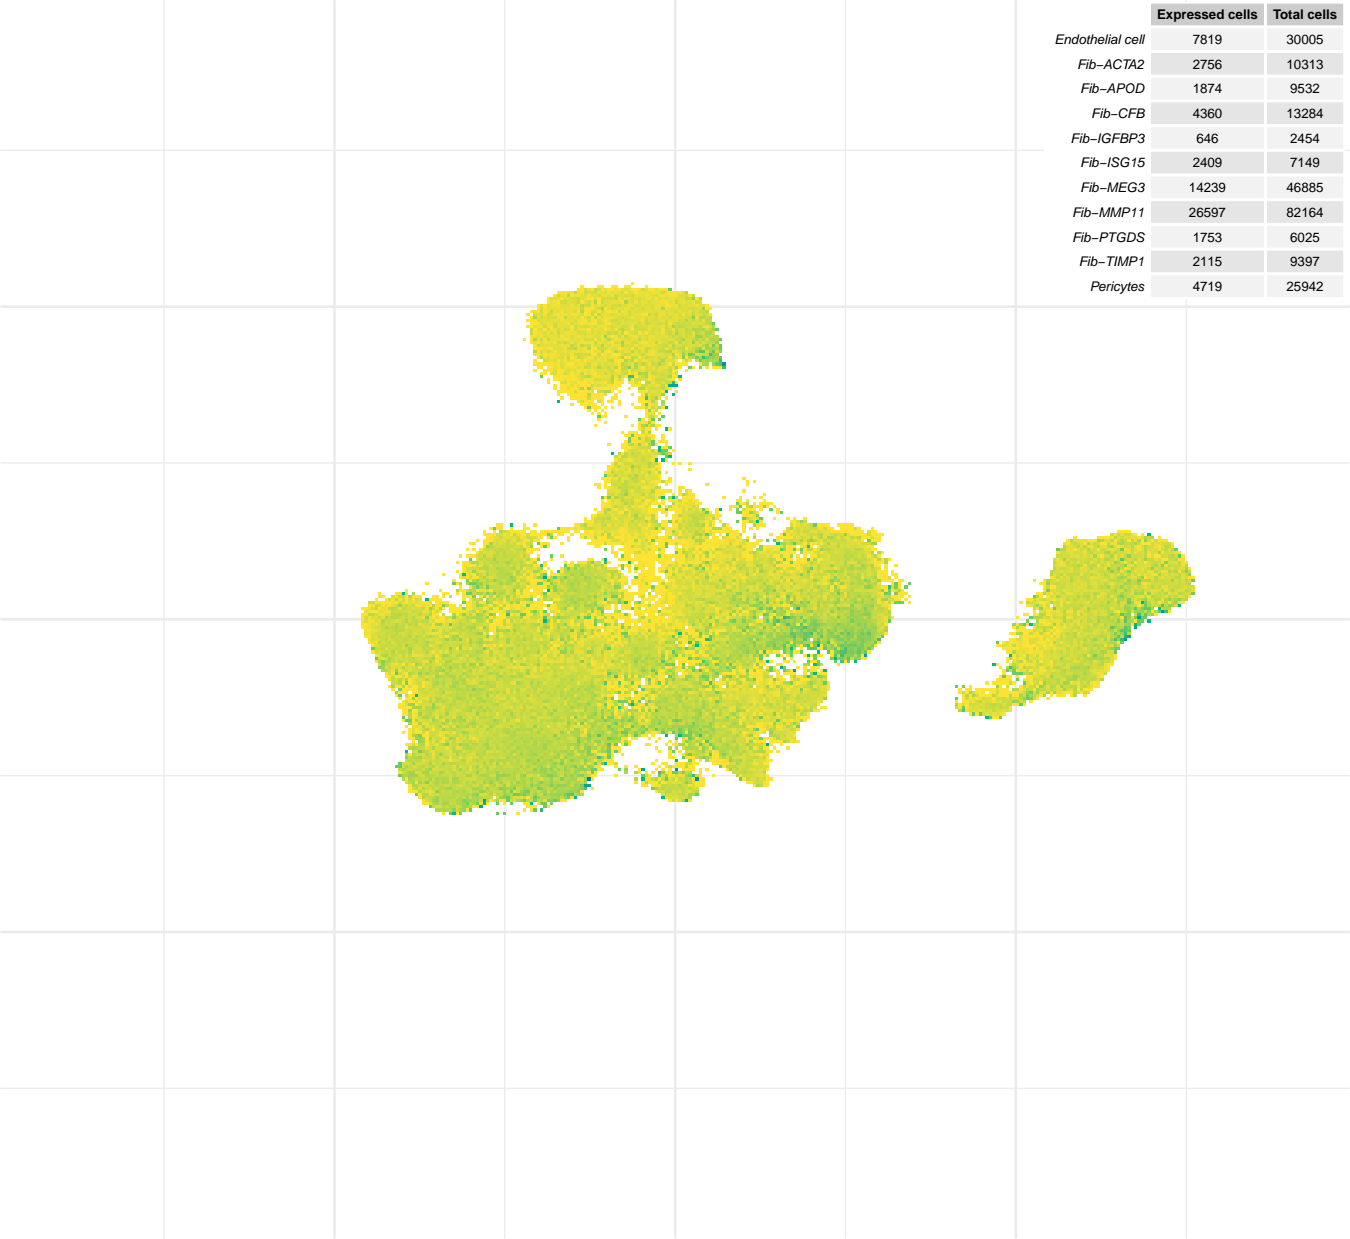 Expressed cells Total cells
Endothelial cell 7819 30005
Fib−ACTA2 2756 10313
Fib−APOD 1874 9532
Fib−CFB 4360 13284
Fib−IGFBP3 646 2454
Fib−ISG15 2409 7149
Fib−MEG3 14239 46885
Fib−MMP11 26597 82164
Fib−PTGDS 1753 6025
Fib−TIMP1 2115 9397
Pericytes 4719 25942